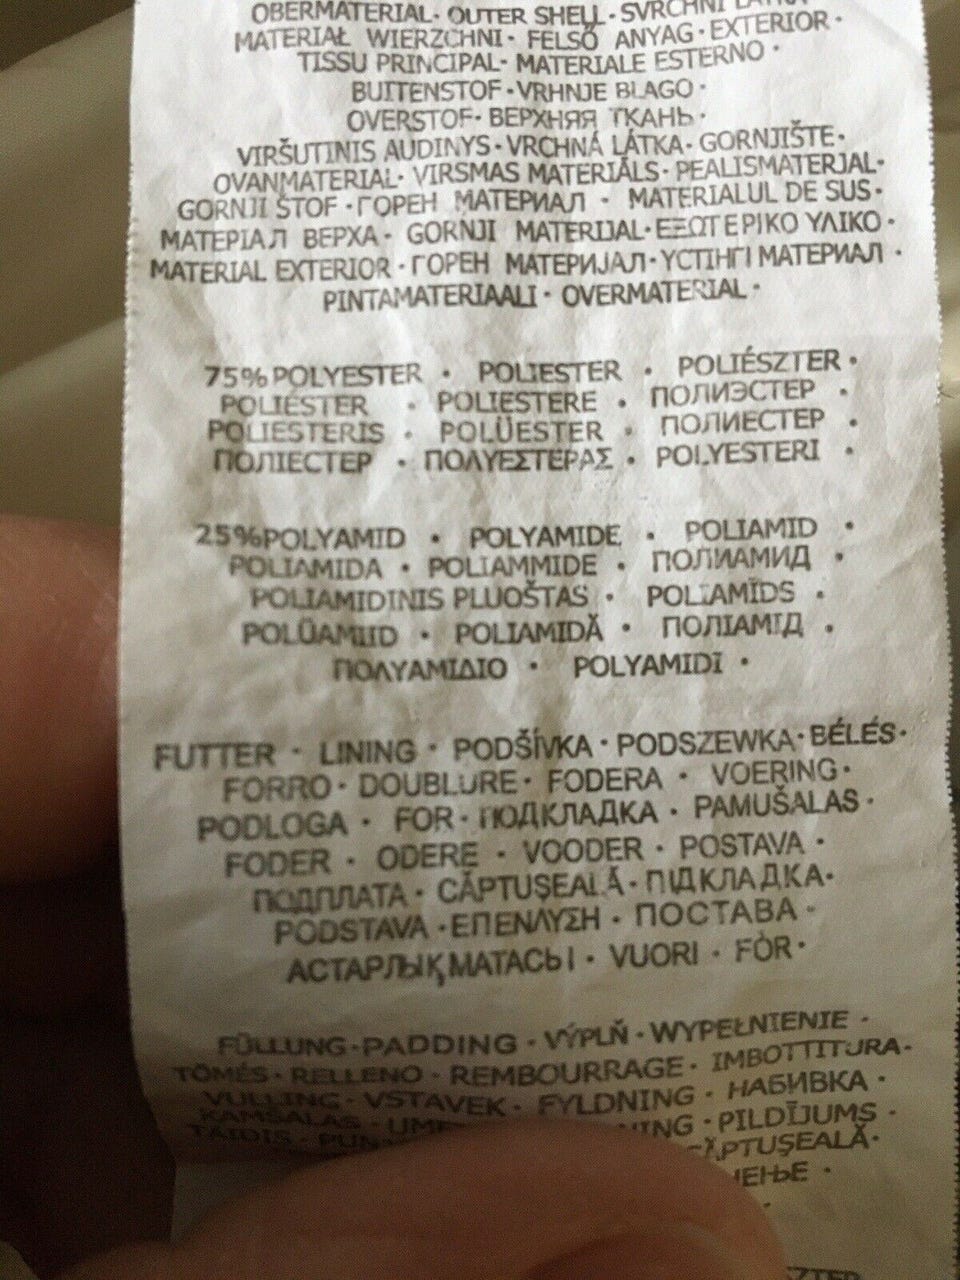 OBERMATERIAL· OUTER SHELL· SVRCHNÍ
MATERIAŁ WIERZCHNI· FELSŐ ANYAG·EXTERIOR·
TISSU PRINCIPAL· MATERIALE ESTERNO ·
BUITENSTOF·VRHNJE BLAGO·
OVERSTOF· ВЕРХНЯЯ ТКАНЬ·
VIRŠUTINIS AUDINYS·VRCHNÁ LÁTKA·GORNJIŠTE·
OVANMATERIAL· VIRSMAS MATERIĀLS·PEALISMATERJAL·
GORNJI ŠTOF·ГОРЕН МАТЕРИАЛ · MATERIALUL DE SUS·
МАТЕРІАЛ ВЕРХА· GORNJI MATERIJAL·ΕΞΩΤΕΡΙΚΟ ΥΛΙΚΟ·
MATERIAL EXTERIOR·ГОРЕН МАТЕРИЈАЛ·ҮСТІНГІ МАТЕРИАЛ ·
PINTAMATERIAALI· OVERMATERIAL·
75%POLYESTER · POLIESTER · POLIÉSZTER·
POLIÉSTER · POLIESTERE · ПОЛИЭСТЕР ·
POLIESTERIS · POLÜESTER · ПОЛИЕСТЕР ·
ПОЛІЕСТЕР · ΠΟΛΥΕΣΤΕΡΑΣ · POLYESTERI ·
25%POLYAMID · POLYAMIDE · POLIAMID ·
POLIAMIDA · POLIAMMIDE · ПОЛИАМИД ·
POLIAMIDINIS PLUOŠTAS · POLIAMĪDS ·
POLÜAMIID · POLIAMIDĂ · ПОЛІАМІД ·
ΠΟΛΥΑΜΙΔΙΟ · POLYAMIDI ·
FUTTER · LINING · PODŠÍVKA·PODSZEWKA·BÉLÉS·
FORRO· DOUBLURE· FODERA · VOERING·
PODLOGA · FOR·ПОДКЛАДКА · PAMUŠALAS·
FODER · ODERE · VOODER · POSTAVA ·
ПОДПЛАТА·CĂPTUŞEALĂ·ПІДКЛАДКА·
PODSTAVA·ΕΠΕΝΔΥΣΗ·ПОСТАВА·
АСТАРЛЫҚ МАТАСЫ· VUORI · FÒR·
FÜLLUNG·PADDING·VÝPLŇ·WYPEŁNIENIE ·
TÖMÉS·RELLENO·REMBOURRAGE· IMBOTTITURA·
VULLING·VSTAVEK· FYLDNING·НАБИВКА ·
KAMŠALAS· ·PILDĪJUMS ·
TÄIDIS·